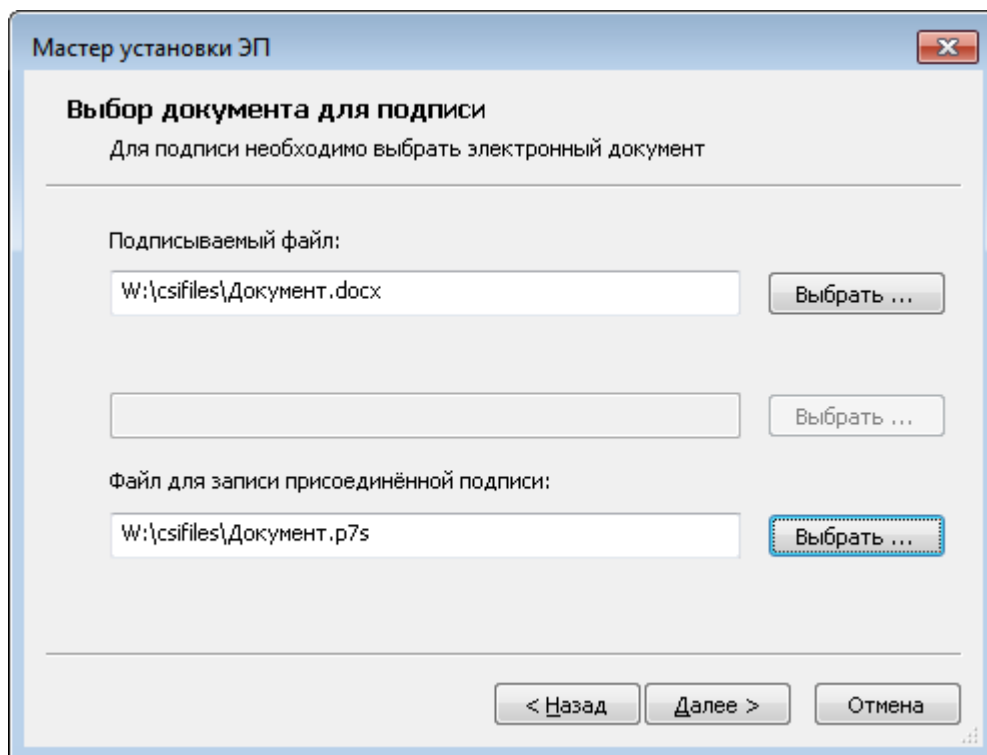 Мастер установки ЭП
Выбор документа для подписи
Для подписи необходимо выбрать электронный документ
Подписываемый файл:
W:\csifiles\Документ.docx
Выбрать ...
Выбрать ...
Файл для записи присоединённой подписи:
W:\csifiles\Документ.p7s
Выбрать ...
< Назад
Далее >
Отмена